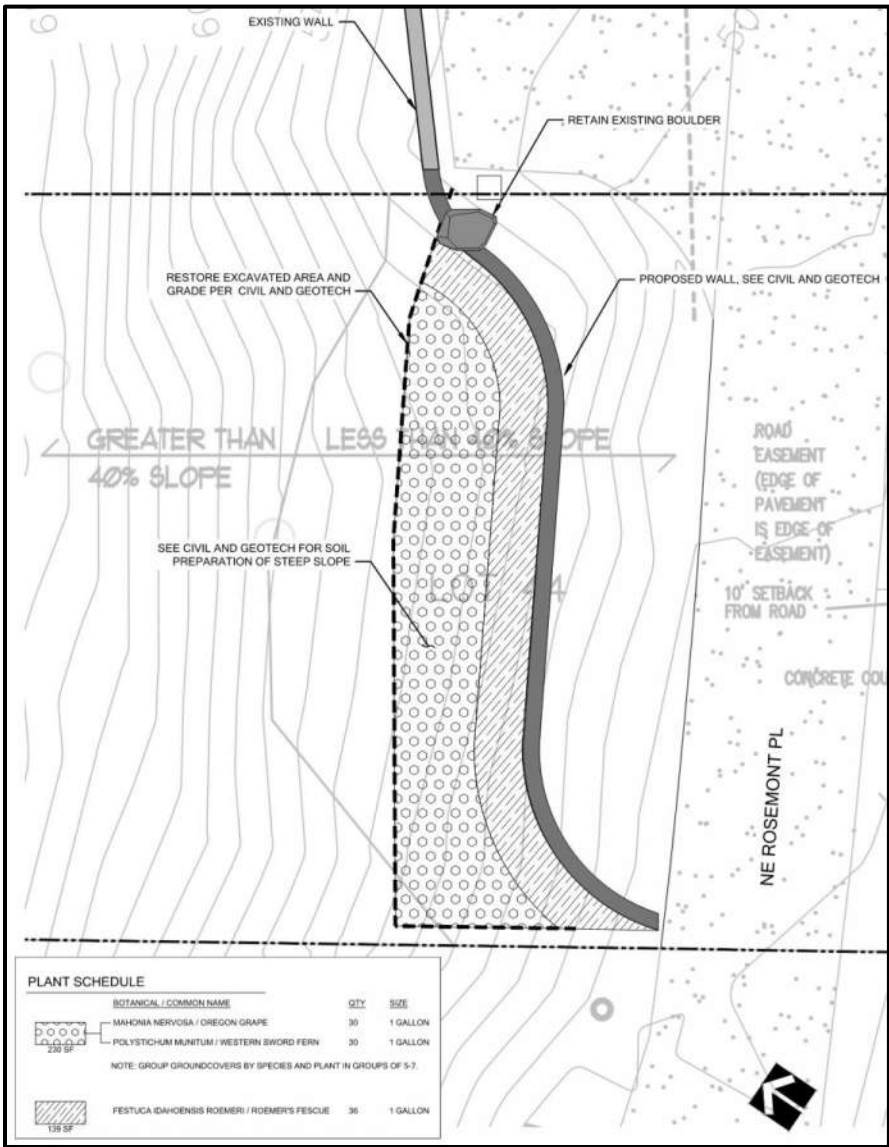 EXISTING WALL
RETAIN EXISTING BOULDER
RESTORE EXCAVATED AREA AND
GRADE PER CIVIL AND GEOTECH
PROPOSED WALL, SEE CIVIL AND GEOTECH
GREATER THAN
40% SLOPE
LESS THAN 40% SLOPE
ROAD
EASEMENT
(EDGE OF
PAVEMENT
IS EDGE OF
EASEMENT)
SEE CIVIL AND GEOTECH FOR SOIL
PREPARATION OF STEEP SLOPE
LOT 44
10' SETBACK
FROM ROAD
CONCRETE
NE ROSEMONT PL
PLANT SCHEDULE
BOTANICAL / COMMON NAME QTY SIZE
MAHONIA NERVOSA / OREGON GRAPE 30 1 GALLON
POLYSTICHUM MUNITUM / WESTERN SWORD FERN 30 1 GALLON
230 SF
NOTE: GROUP GROUNDCOVERS BY SPECIES AND PLANT IN GROUPS OF 5-7.
FESTUCA IDAHOENSIS ROEMERI / ROEMER'S FESCUE 36 1 GALLON
139 SF